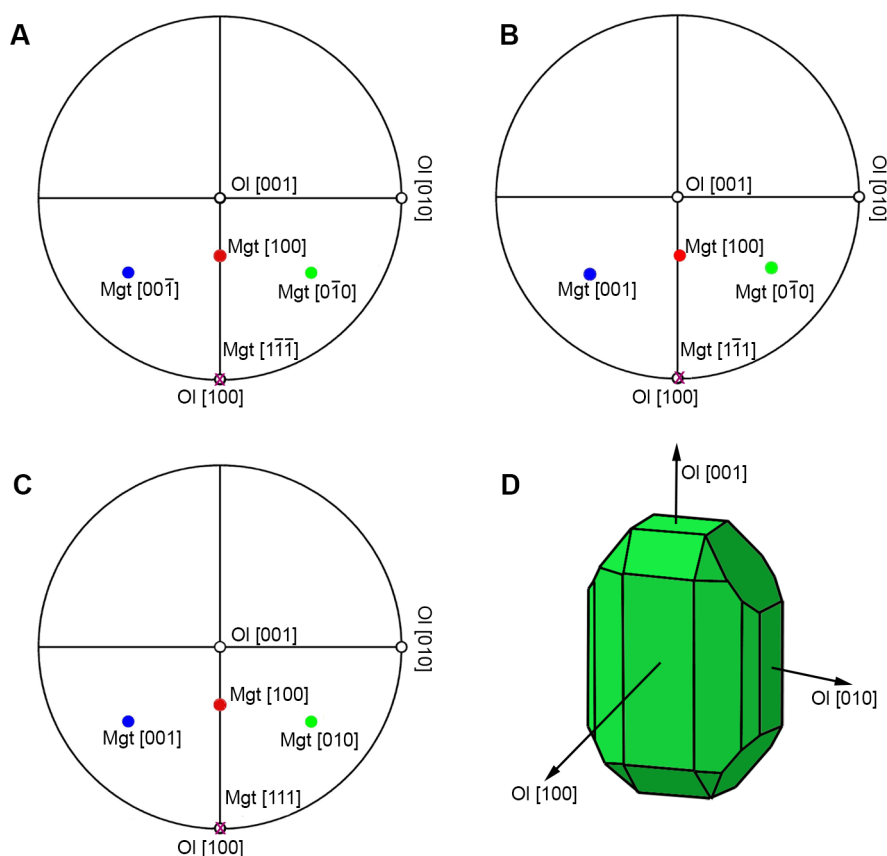 A
Ol [001]
Ol [010]
Mgt [100]
Mgt [001̄]
Mgt [01̄0]
Mgt [11̄1̄]
Ol [100]
B
Ol [001]
Ol [010]
Mgt [100]
Mgt [001]
Mgt [01̄0]
Mgt [11̄1]
Ol [100]
C
Ol [001]
Ol [010]
Mgt [100]
Mgt [001]
Mgt [010]
Mgt [111]
Ol [100]
D
Ol [001]
Ol [010]
Ol [100]